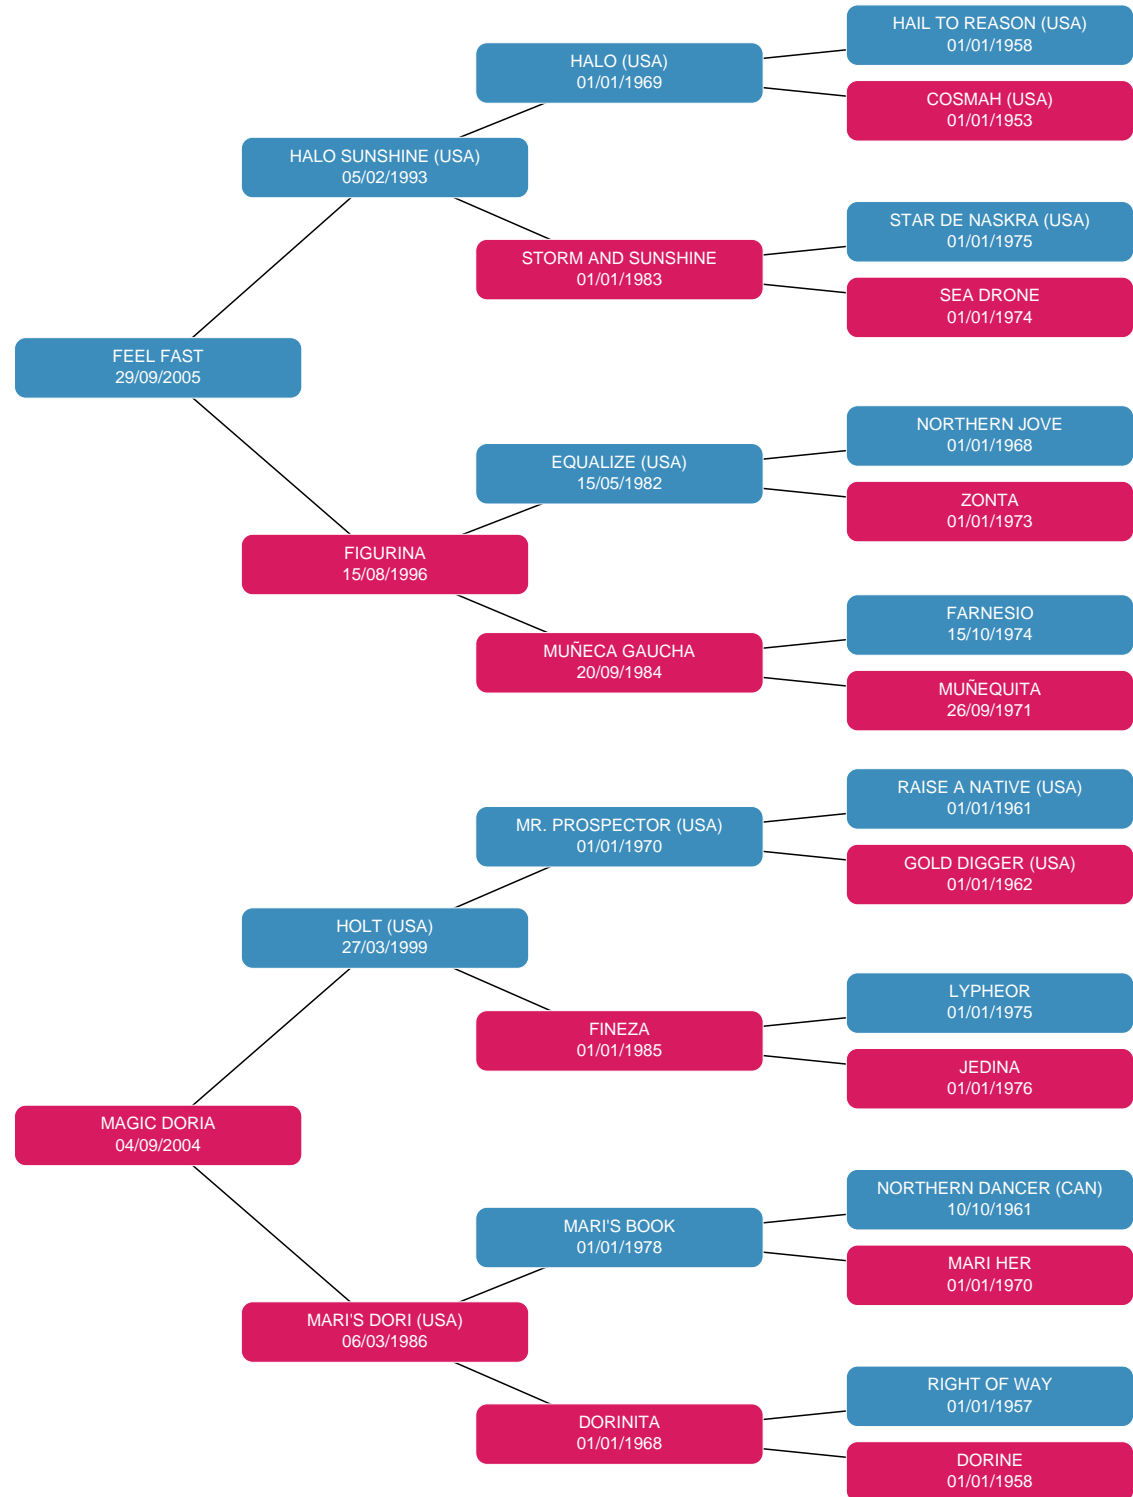 HAIL TO REASON (USA)
01/01/1958
HALO (USA)
01/01/1969
COSMAH (USA)
01/01/1953
HALO SUNSHINE (USA)
05/02/1993
STAR DE NASKRA (USA)
01/01/1975
STORM AND SUNSHINE
01/01/1983
SEA DRONE
01/01/1974
FEEL FAST
29/09/2005
NORTHERN JOVE
01/01/1968
EQUALIZE (USA)
15/05/1982
ZONTA
01/01/1973
FIGURINA
15/08/1996
FARNESIO
15/10/1974
MUÑECA GAUCHA
20/09/1984
MUÑEQUITA
26/09/1971
RAISE A NATIVE (USA)
01/01/1961
MR. PROSPECTOR (USA)
01/01/1970
GOLD DIGGER (USA)
01/01/1962
HOLT (USA)
27/03/1999
LYPHEOR
01/01/1975
FINEZA
01/01/1985
JEDINA
01/01/1976
MAGIC DORIA
04/09/2004
NORTHERN DANCER (CAN)
10/10/1961
MARI'S BOOK
01/01/1978
MARI HER
01/01/1970
MARI'S DORI (USA)
06/03/1986
RIGHT OF WAY
01/01/1957
DORINITA
01/01/1968
DORINE
01/01/1958